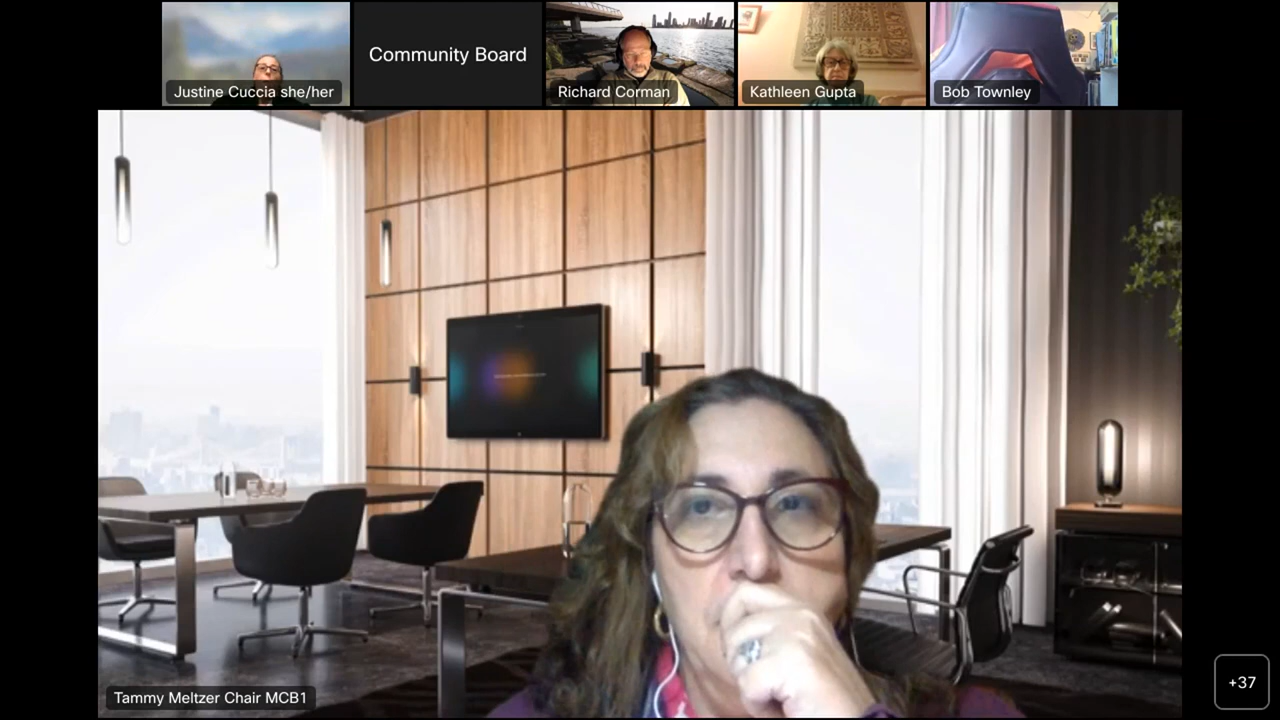 Justine Cuccia she/her
Community Board
Richard Corman
Kathleen Gupta
Bob Townley
Tammy Meltzer Chair MCB1
+37